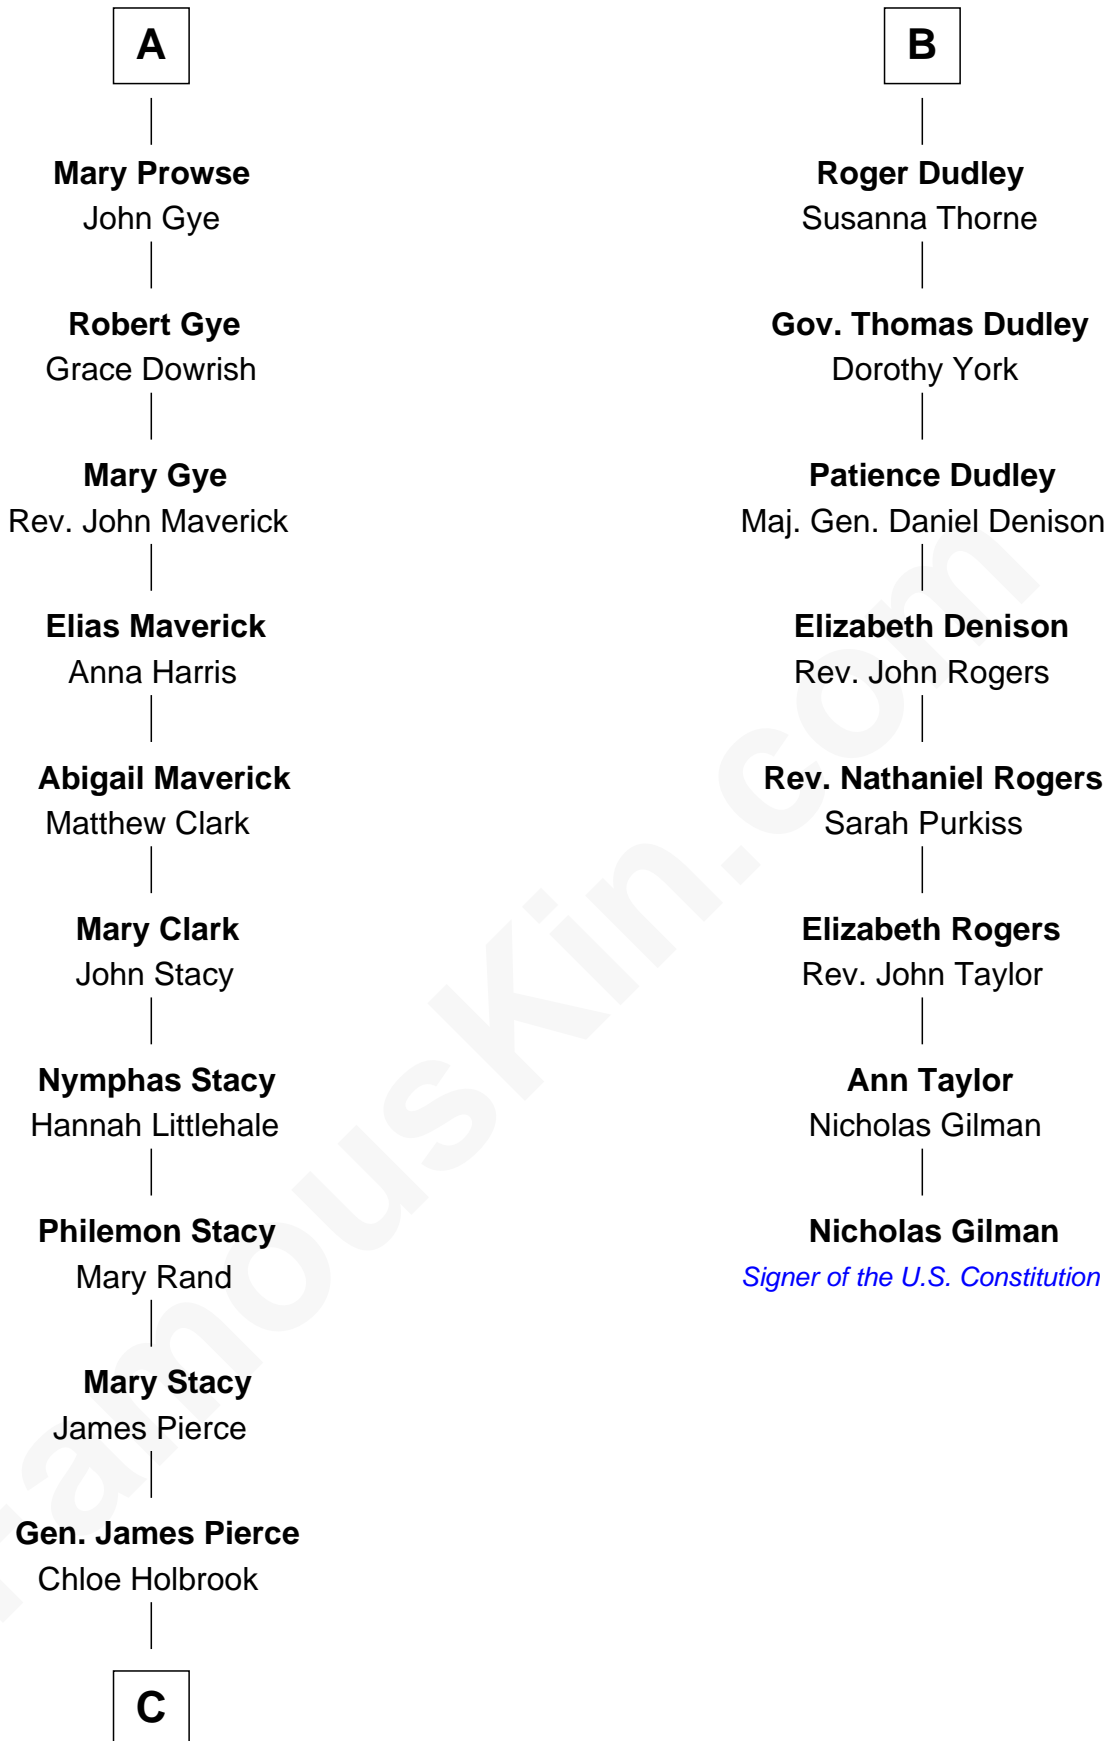 A
Mary Prowse
John Gye
Robert Gye
Grace Dowrish
Mary Gye
Rev. John Maverick
Elias Maverick
Anna Harris
Abigail Maverick
Matthew Clark
Mary Clark
John Stacy
Nymphas Stacy
Hannah Littlehale
Philemon Stacy
Mary Rand
Mary Stacy
James Pierce
Gen. James Pierce
Chloe Holbrook
C
B
Roger Dudley
Susanna Thorne
Gov. Thomas Dudley
Dorothy York
Patience Dudley
Maj. Gen. Daniel Denison
Elizabeth Denison
Rev. John Rogers
Rev. Nathaniel Rogers
Sarah Purkiss
Elizabeth Rogers
Rev. John Taylor
Ann Taylor
Nicholas Gilman
Nicholas Gilman
Signer of the U.S. Constitution
FamousKin.com